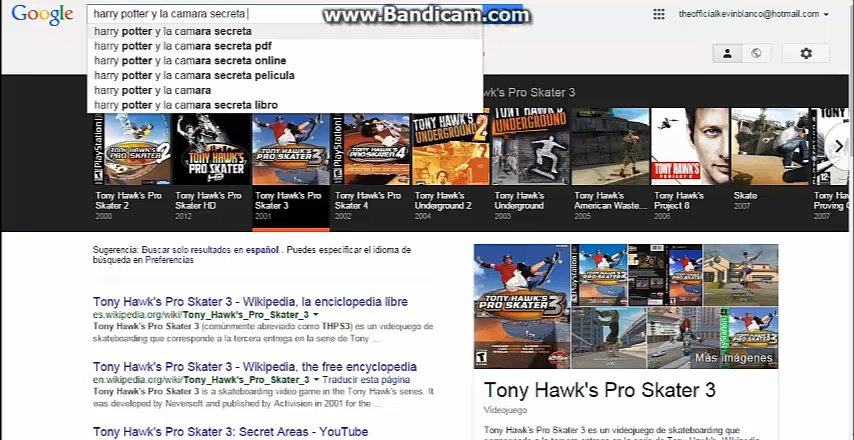 Google
harry potter y la camara secreta
www.Bandicam.com
theofficialkevinblanco@hotmail.com
harry potter y la camara secreta
harry potter y la camara secreta pdf
harry potter y la camara secreta online
harry potter y la camara secreta pelicula
harry potter y la camara
harry potter y la camara secreta libro
wk's Pro Skater 3
Tony Hawk's Pro Skater 2
2000
Tony Hawk's Pro Skater HD
2012
Tony Hawk's Pro Skater 3
2001
Tony Hawk's Pro Skater 4
2002
Tony Hawk's Underground 2
2004
Tony Hawk's Underground
2003
Tony Hawk's American Waste...
2005
Tony Hawk's Project 8
2006
Skate
2007
Tony Haw
Proving G
2007
Sugerencia: Buscar solo resultados en español . Puedes especificar el idioma de
búsqueda en Preferencias
Tony Hawk's Pro Skater 3 - Wikipedia, la enciclopedia libre
es.wikipedia.org/wiki/Tony_Hawk's_Pro_Skater_3
Tony Hawk's Pro Skater 3 (comúnmente abreviado como THPS3) es un videojuego de
skateboarding que corresponde a la tercera entrega en la serie de Tony ...
Tony Hawk's Pro Skater 3 - Wikipedia, the free encyclopedia
en.wikipedia.org/wiki/Tony_Hawk's_Pro_Skater_3 Traducir esta página
Tony Hawk's Pro Skater 3 is a skateboarding video game in the Tony Hawk's series. It
was developed by Neversoft and published by Activision in 2001 for the ...
Tony Hawk's Pro Skater 3: Secret Areas - YouTube
Más imágenes
Tony Hawk's Pro Skater 3
Videojuego
Tony Hawk's Pro Skater 3 es un videojuego de skateboarding que